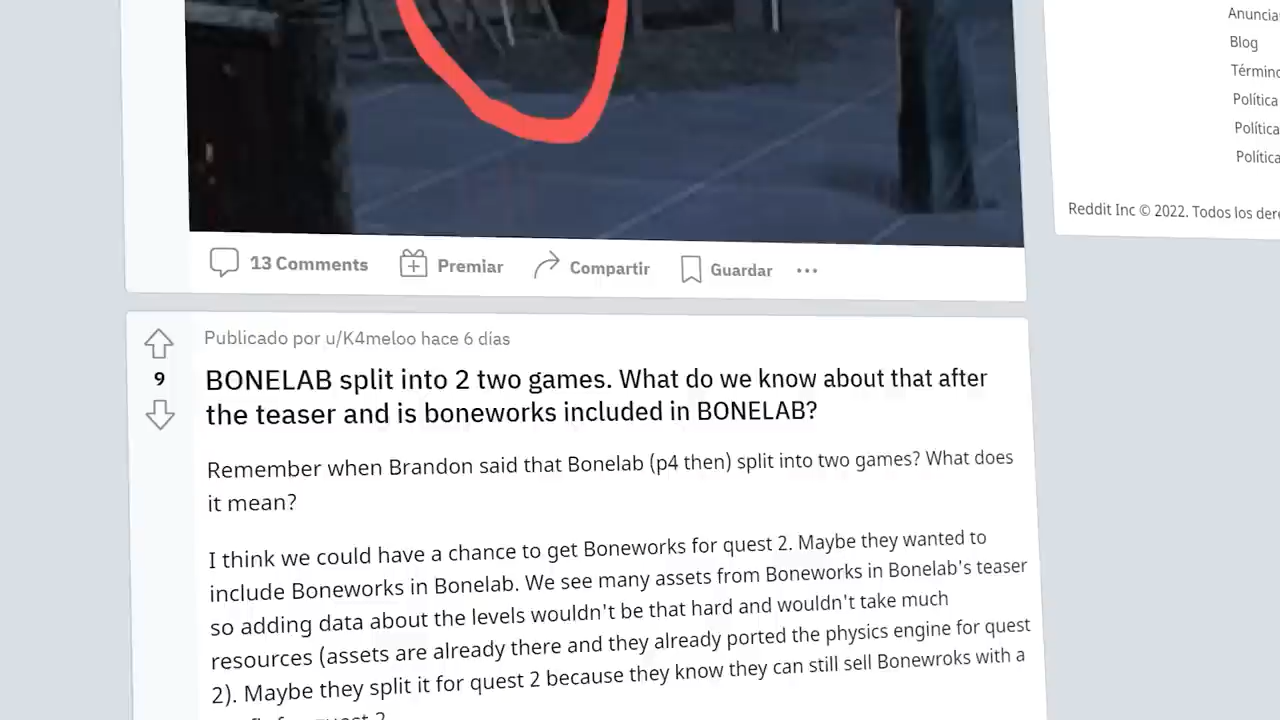 Anuncia
Blog
Términ
Política
Política
Política
Reddit Inc © 2022. Todos los der
13 Comments
Premiar
Compartir
Guardar
Publicado por u/K4meloo hace 6 días
9
BONELAB split into 2 two games. What do we know about that after
the teaser and is boneworks included in BONELAB?
Remember when Brandon said that Bonelab (p4 then) split into two games? What does
it mean?
I think we could have a chance to get Boneworks for quest 2. Maybe they wanted to
include Boneworks in Bonelab. We see many assets from Boneworks in Bonelab's teaser
so adding data about the levels wouldn't be that hard and wouldn't take much
resources (assets are already there and they already ported the physics engine for quest
2). Maybe they split it for quest 2 because they know they can still sell Bonewroks with a